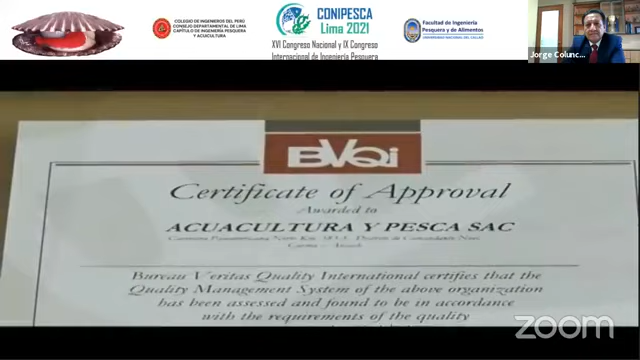 COLEGIO DE INGENIEROS DEL PERÚ
CONSEJO DEPARTAMENTAL DE LIMA
CAPÍTULO DE INGENIERÍA PESQUERA
Y ACUICULTURA
CONIPESCA
Lima 2021
XVI Congreso Nacional y IX Congreso
Internacional de Ingeniería Pesquera
Facultad de Ingeniería
Pesquera y de Alimentos
UNIVERSIDAD NACIONAL DEL CALLAO
Jorge Colunc...
BVQi
Certificate of Approval
Awarded to
ACUACULTURA Y PESCA SAC
Bureau Veritas Quality International certifies that the
Quality Management System of the above organization
has been assessed and found to be in accordance
with the requirements of the quality
zoom